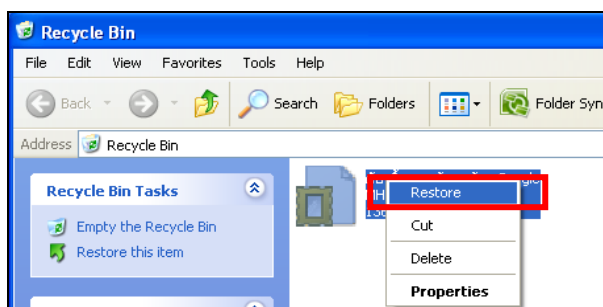 Recycle Bin
File Edit View Favorites Tools Help
Back Search Folders Folder Syn
Address Recycle Bin
Recycle Bin Tasks
Empty the Recycle Bin
Restore this item
Restore
Cut
Delete
Properties